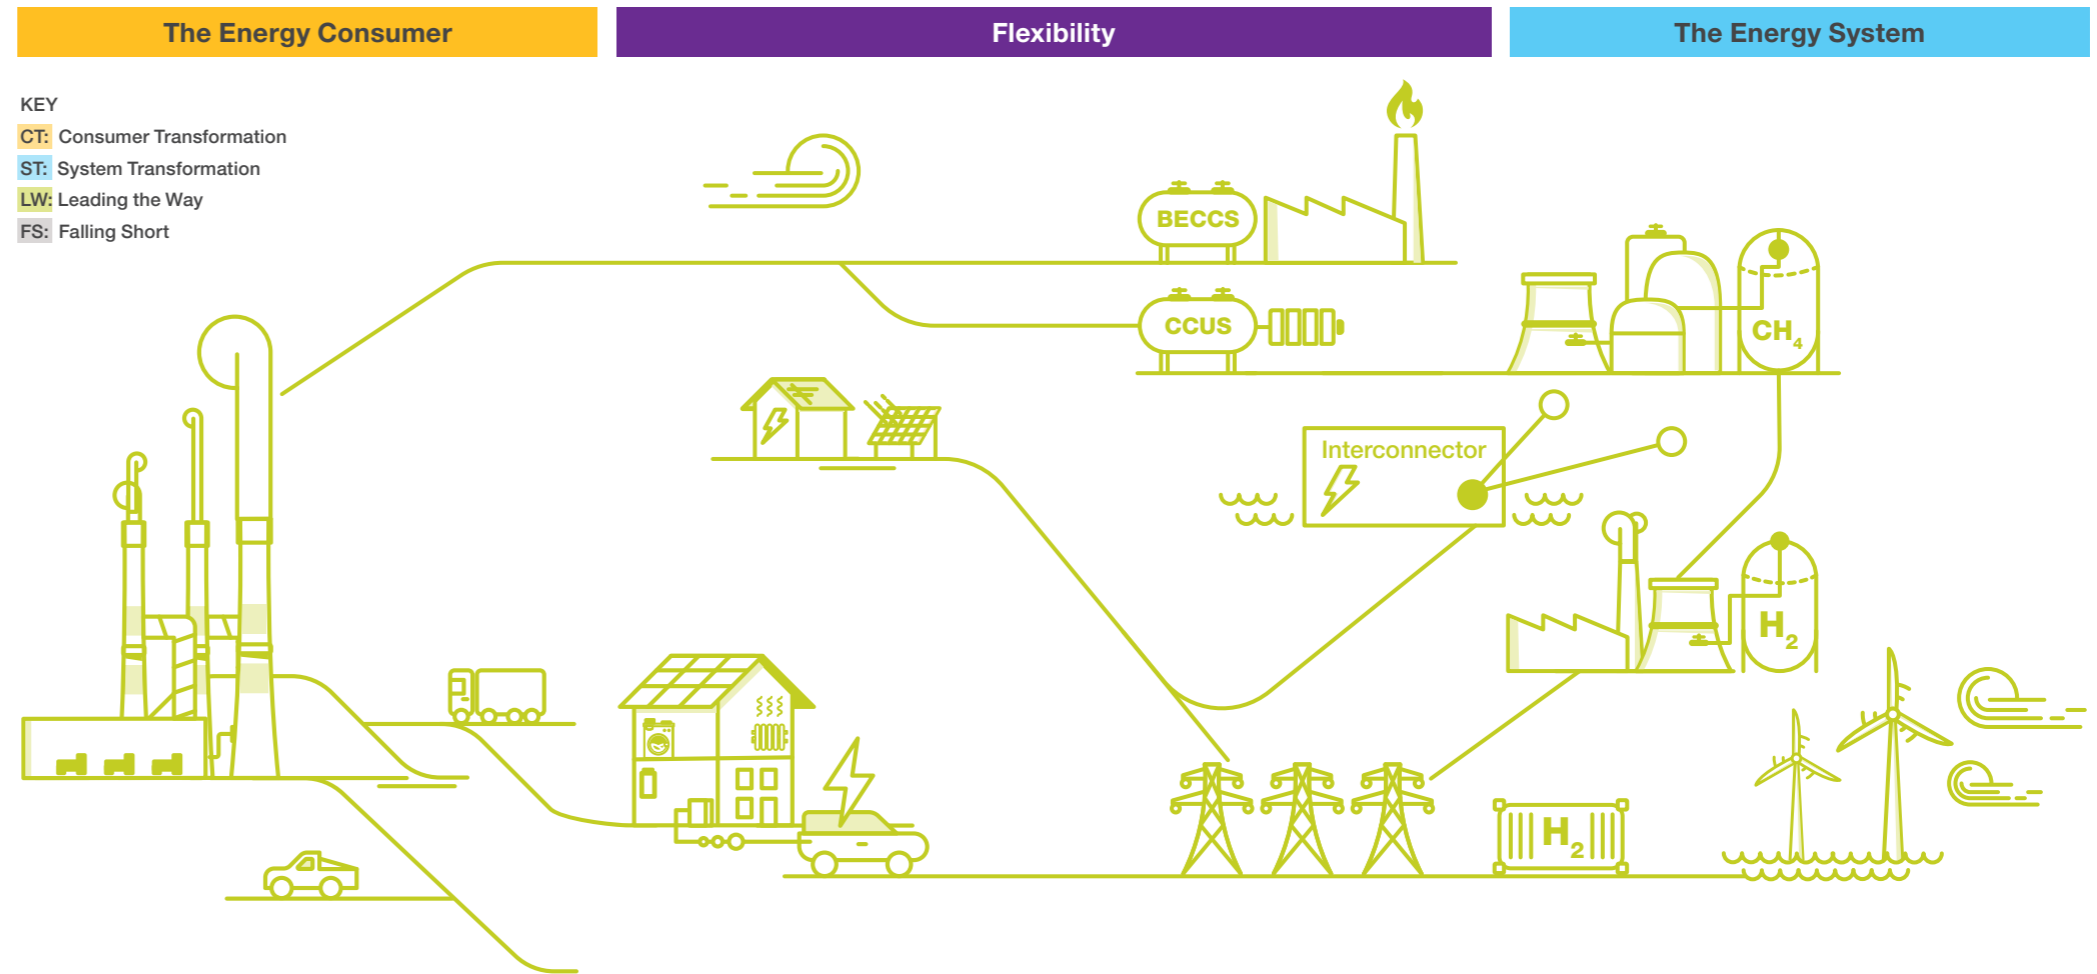 The Energy Consumer
Flexibility
The Energy System
KEY
CT: Consumer Transformation
ST: System Transformation
LW: Leading the Way
FS: Falling Short
BECCS
CCUS
CH₄
Interconnector
H₂
H₂